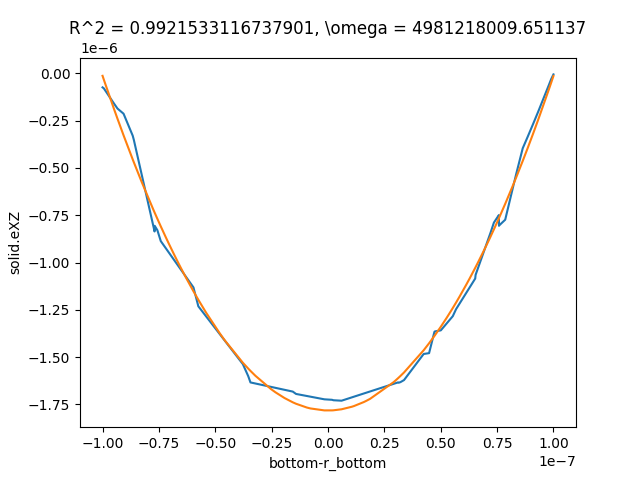 R^2 = 0.9921533116737901, \omega = 4981218009.651137
1e−6
0.00
−0.25
−0.50
−0.75
−1.00
−1.25
−1.50
−1.75
solid.eXZ
−1.00 −0.75 −0.50 −0.25 0.00 0.25 0.50 0.75 1.00
1e−7
bottom-r_bottom